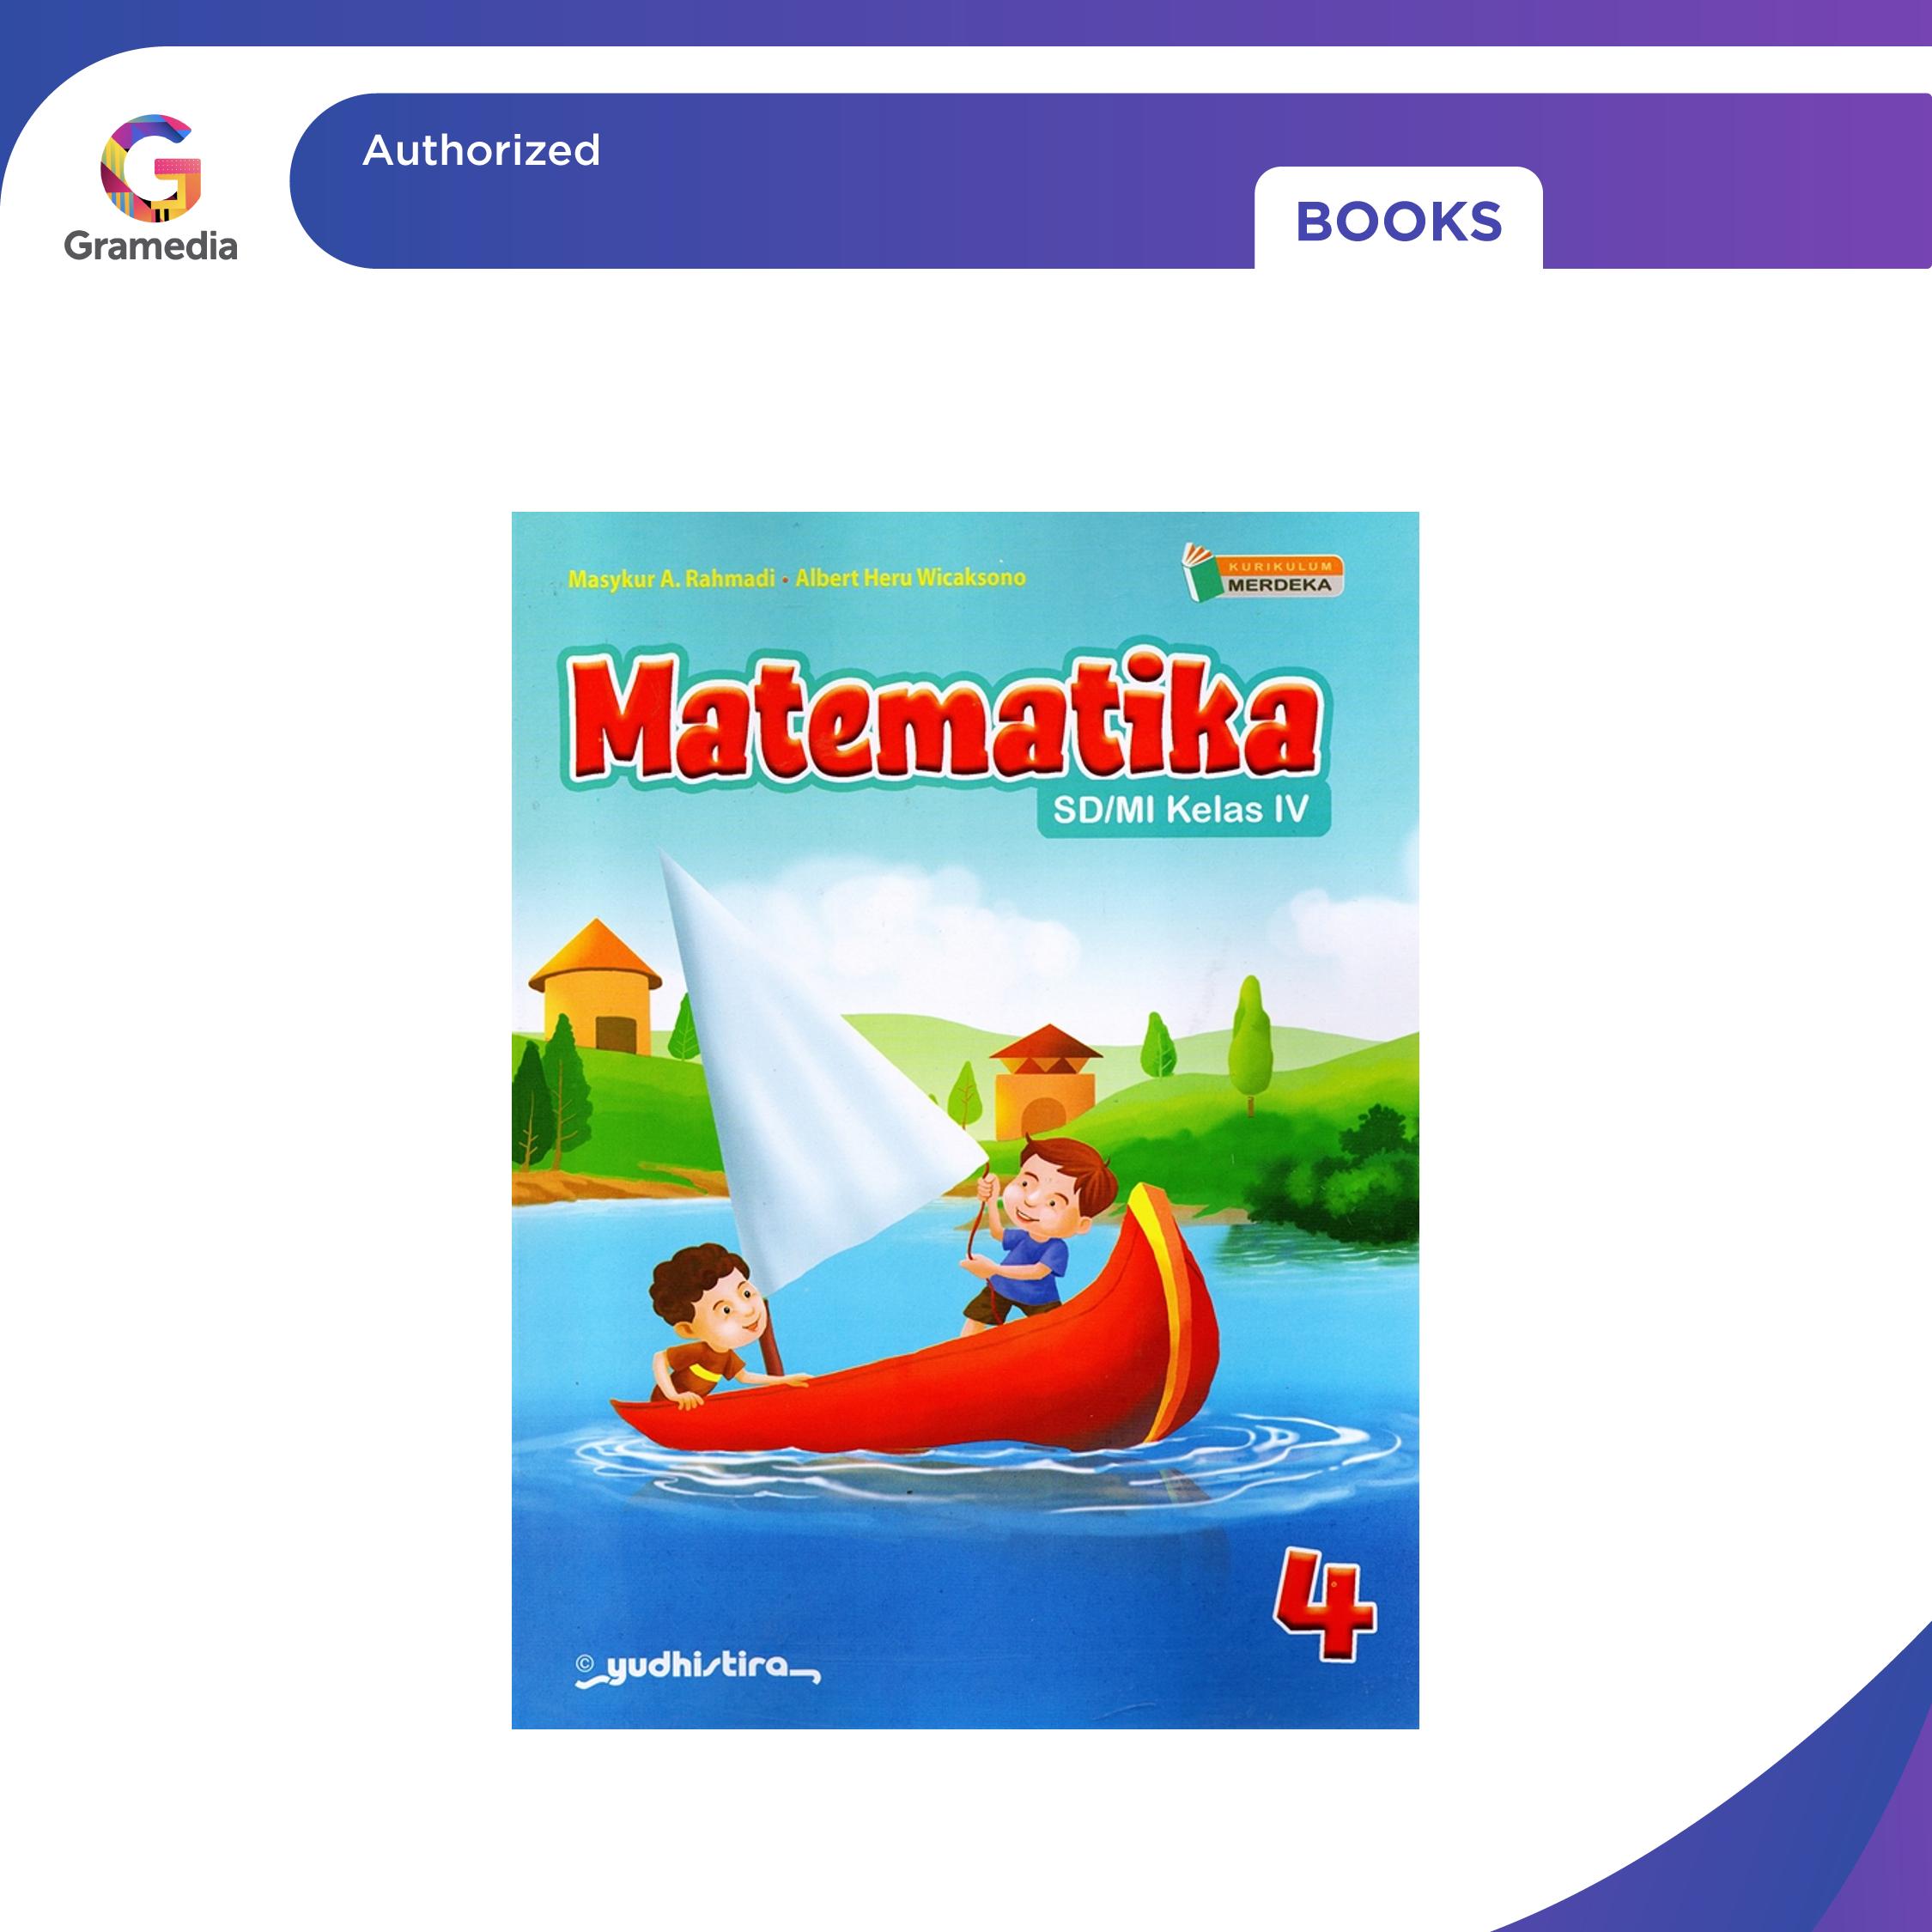 Authorized
BOOKS
Gramedia
Masykur A. Rahmadi • Albert Heru Wicaksono
KURIKULUM
MERDEKA
Matematika
SD/MI Kelas IV
4
© yudhistira